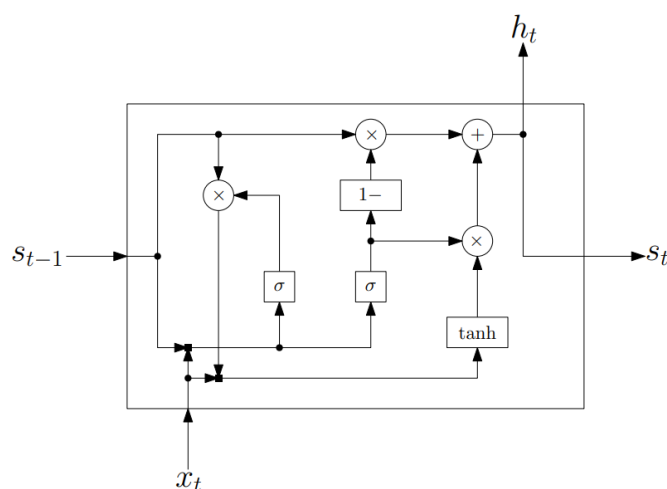 h_t
× +
×
1−
×
s_{t−1} s_t
σ σ
tanh
x_t